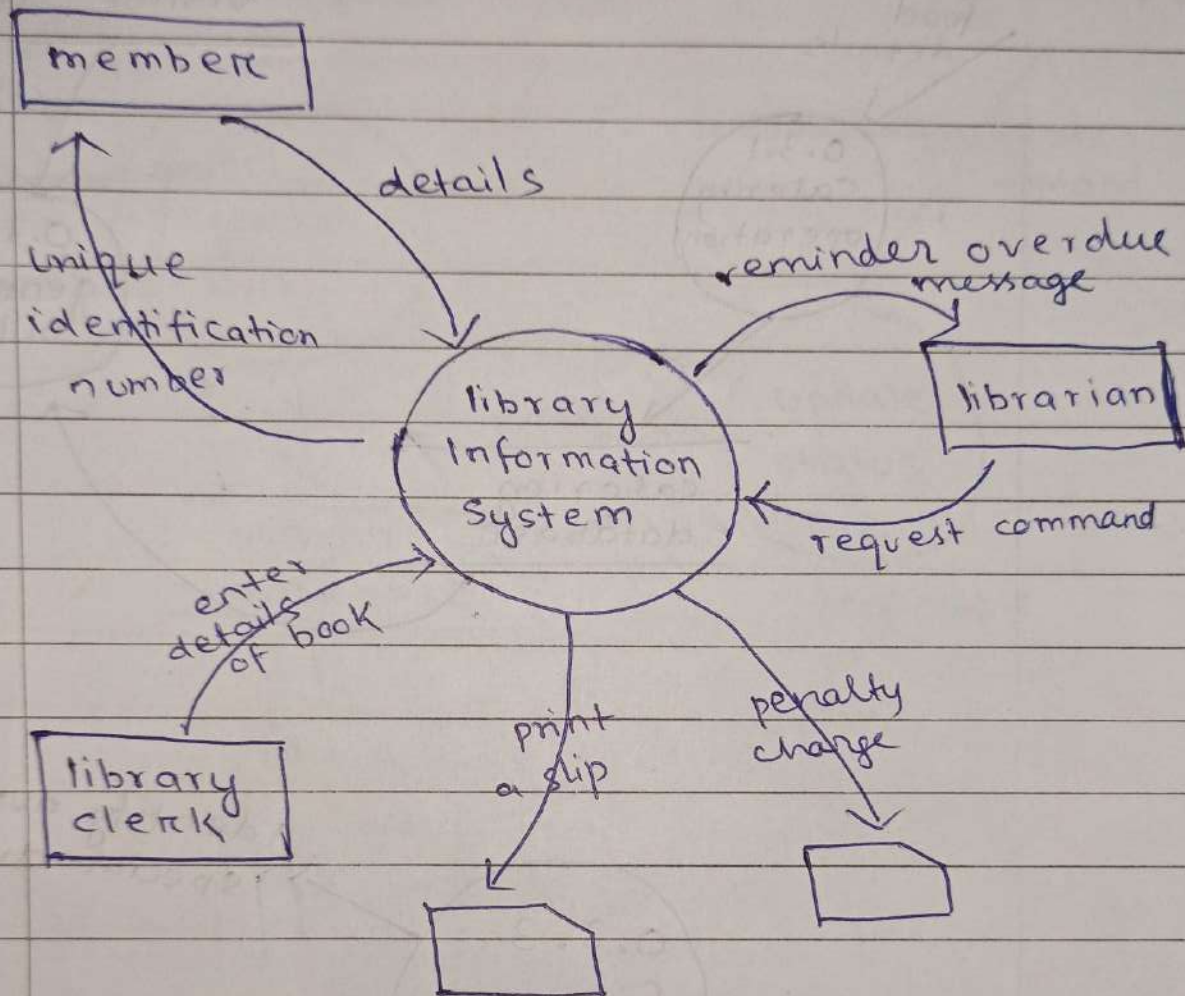 member
details
unique
identification
number
reminder overdue
message
librarian
library
Information
System
request command
enter
details
of book
print
a slip
penalty
charge
library
clerk